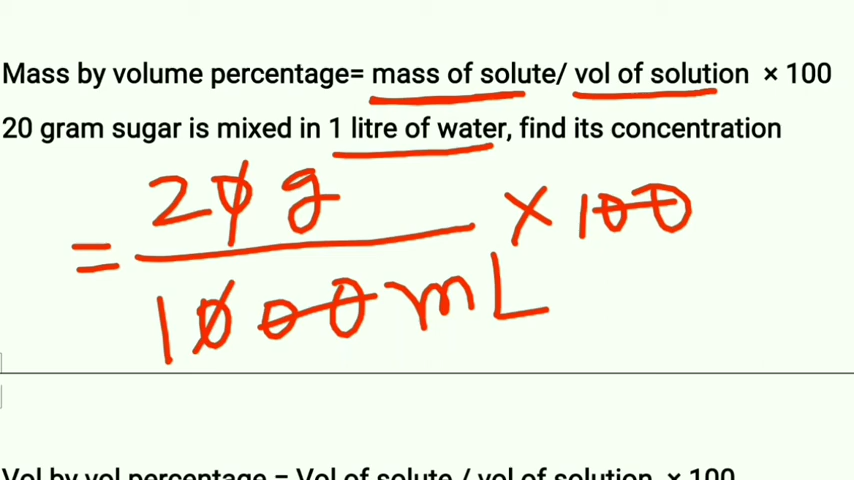 Mass by volume percentage= mass of solute/ vol of solution × 100
20 gram sugar is mixed in 1 litre of water, find its concentration
= 20 g / 1000 mL × 100
Vol by vol percentage = Vol of solute / vol of solution × 100